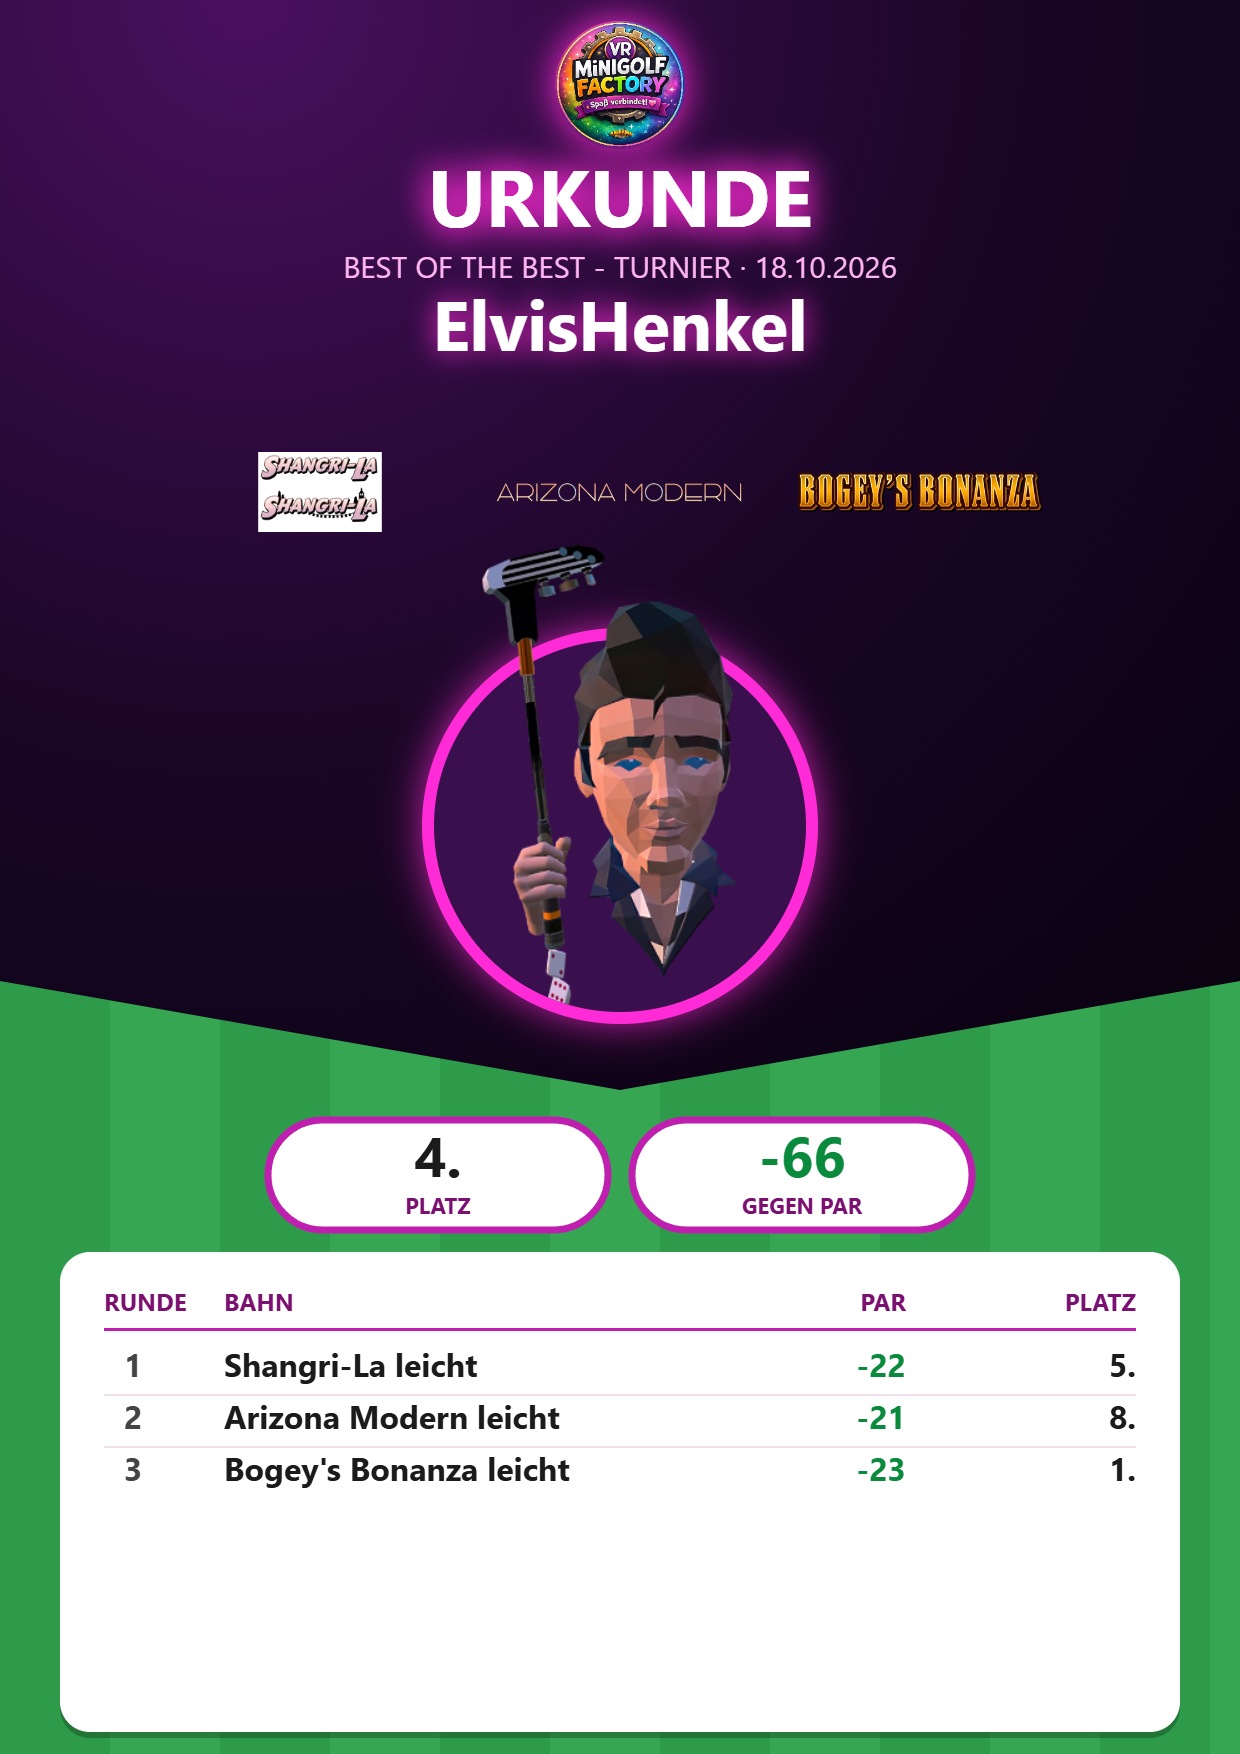 VR
MiNIGOLF
FACTORY
Spaß verbindet!
URKUNDE
BEST OF THE BEST - TURNIER · 18.10.2026
ElvisHenkel
SHANGRI-LA
SHANGRI-LA
ARIZONA MODERN
BOGEY'S BONANZA
4.
PLATZ
-66
GEGEN PAR
RUNDE BAHN PAR PLATZ
1 Shangri-La leicht -22 5.
2 Arizona Modern leicht -21 8.
3 Bogey's Bonanza leicht -23 1.